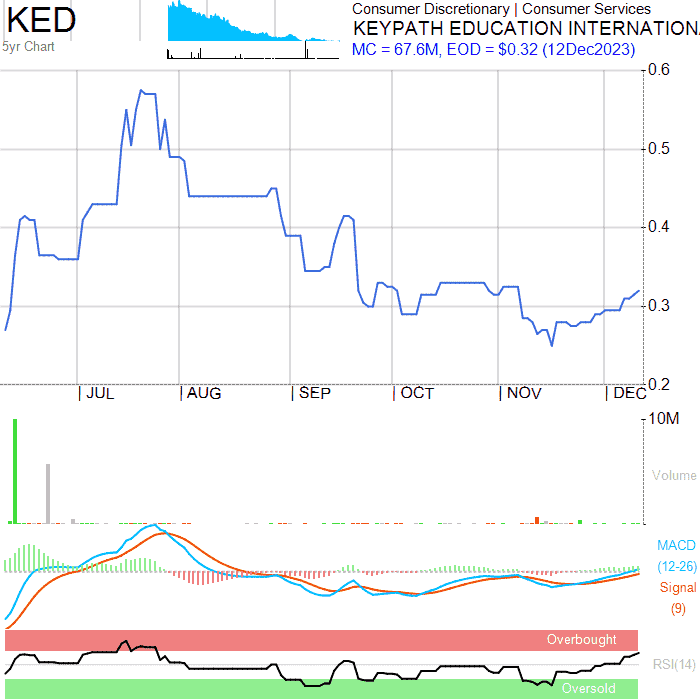 KED
5yr Chart
Consumer Discretionary | Consumer Services
KEYPATH EDUCATION INTERNATIONA
MC = 67.6M, EOD = $0.32 (12Dec2023)
0.6
0.5
0.4
0.3
0.2
| JUL | AUG | SEP | OCT | NOV | DEC
10M
Volume
MACD
(12-26)
Signal
(9)
Overbought
RSI(14)
Oversold